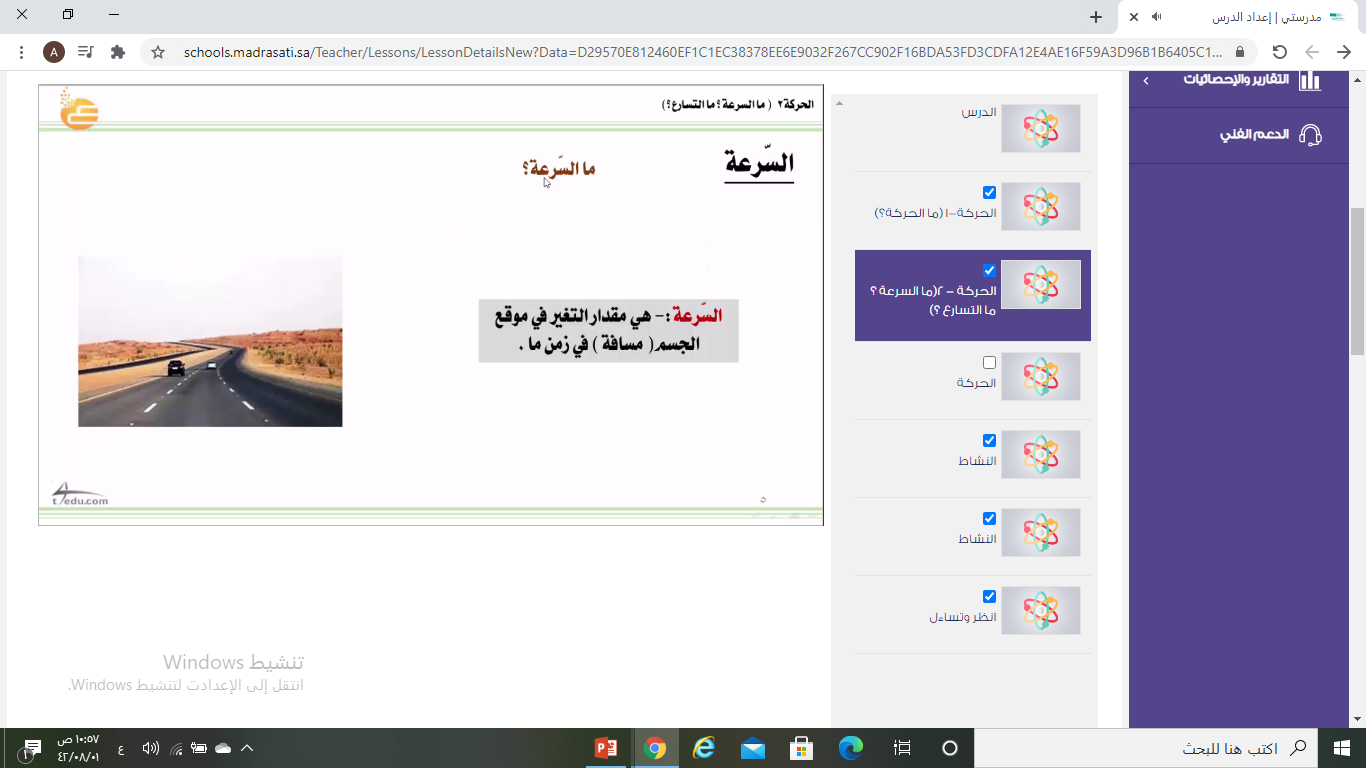 مدرستي | إعداد الدرس
schools.madrasati.sa/Teacher/Lessons/LessonDetailsNew?Data=D29570E812460EF1C1EC38378EE6E9032F267CC902F16BDA53FD3CDFA12E4AE16F59A3D96B1B6405C1...
A
التقارير والإحصائيات
الدعم الفني
الدرس
الحركة-١ (ما الحركة؟)
الحركة – ٢(ما السرعة ؟
ما التسارع ؟)
الحركة
النشاط
النشاط
انظر وتساءل
الحركة٢ ( ما السرعة؟ ما التسارع؟)
السّرعة
ما السّرعة؟
السّرعة :- هي مقدار التغير في موقع
الجسم( مسافة ) في زمن ما .
t4edu.com
٥
تنشيط Windows
انتقل إلى الإعدادت لتنشيط Windows.
اكتب هنا للبحث
ع
١٠:٥٧ ص
٤٢/٠٨/٠١
١